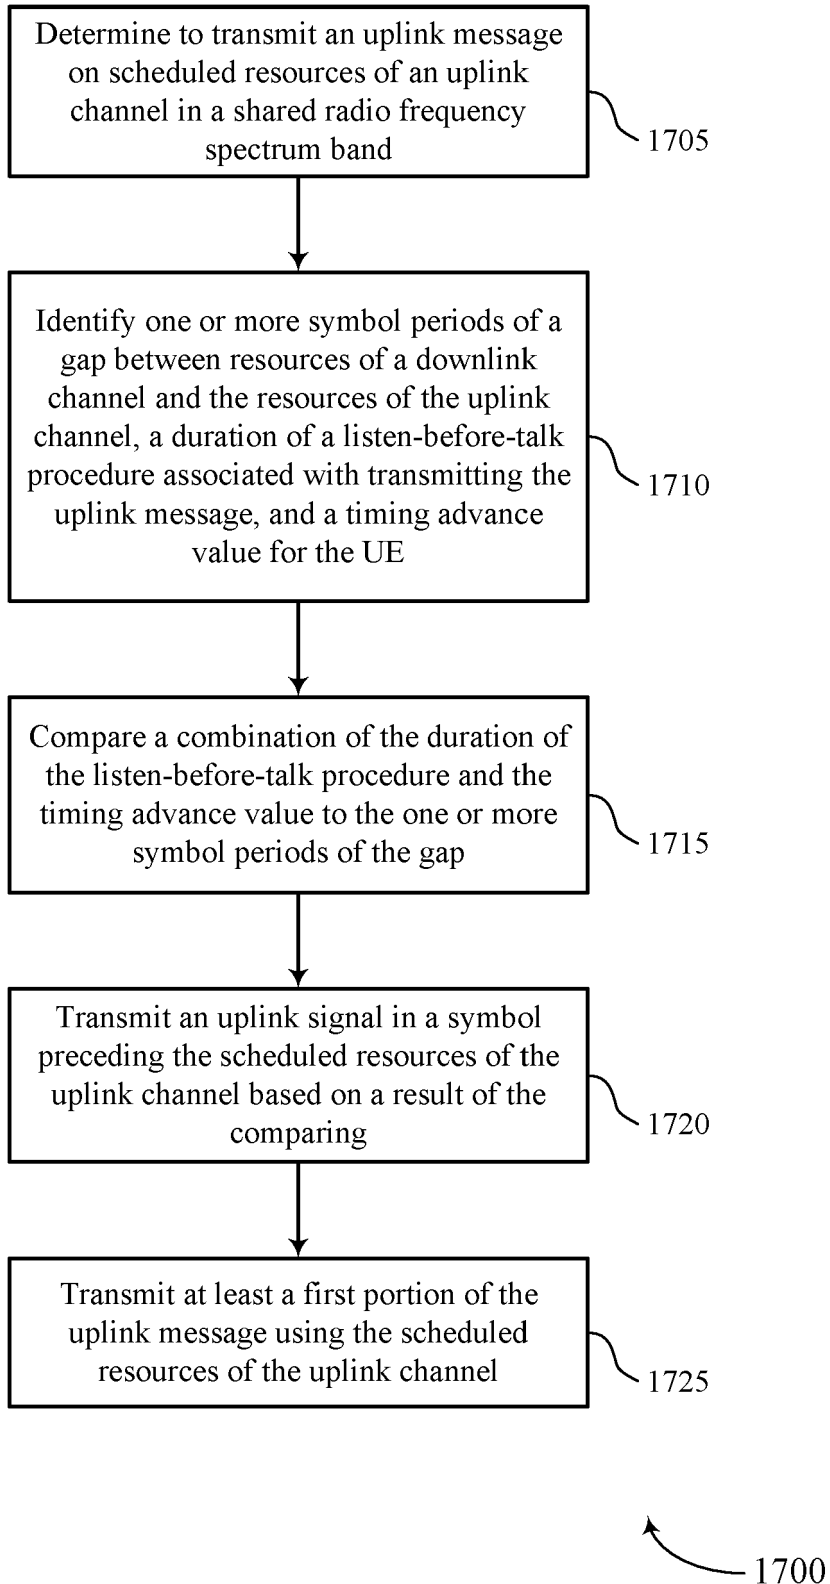 Determine to transmit an uplink message
on scheduled resources of an uplink
channel in a shared radio frequency
spectrum band
1705
Identify one or more symbol periods of a
gap between resources of a downlink
channel and the resources of the uplink
channel, a duration of a listen-before-talk
procedure associated with transmitting the
uplink message, and a timing advance
value for the UE
1710
Compare a combination of the duration of
the listen-before-talk procedure and the
timing advance value to the one or more
symbol periods of the gap
1715
Transmit an uplink signal in a symbol
preceding the scheduled resources of the
uplink channel based on a result of the
comparing
1720
Transmit at least a first portion of the
uplink message using the scheduled
resources of the uplink channel
1725
1700